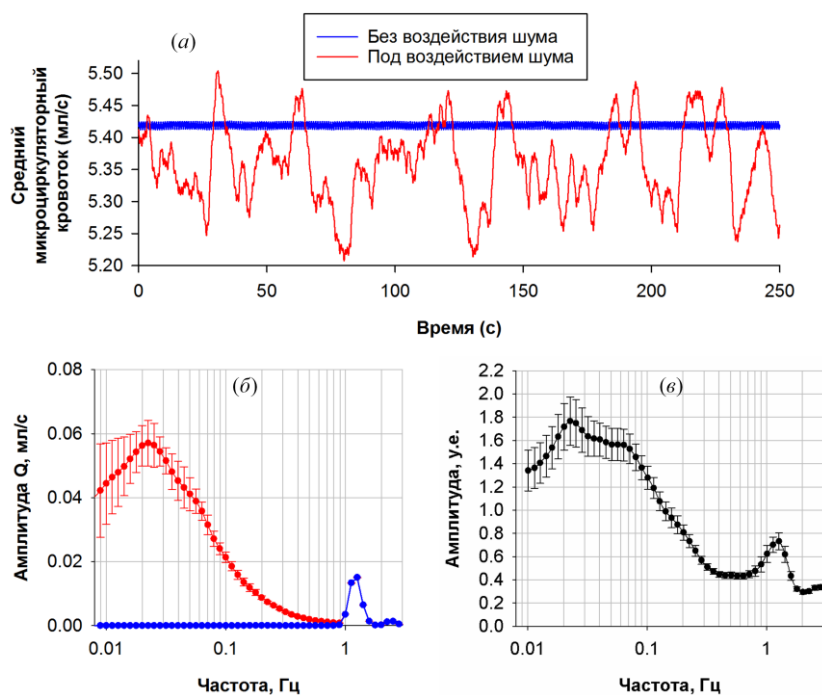 (а)
Без воздействия шума
Под воздействием шума
Средний
микроциркуляторный
кровоток (мл/с)
5.50
5.45
5.40
5.35
5.30
5.25
5.20
0 50 100 150 200 250
Время (с)
(б)
Амплитуда Q, мл/с
0.08
0.06
0.04
0.02
0.00
0.01 0.1 1
Частота, Гц
(в)
Амплитуда, у.е.
2.2
2.0
1.8
1.6
1.4
1.2
1.0
0.8
0.6
0.4
0.2
0.0
0.01 0.1 1
Частота, Гц